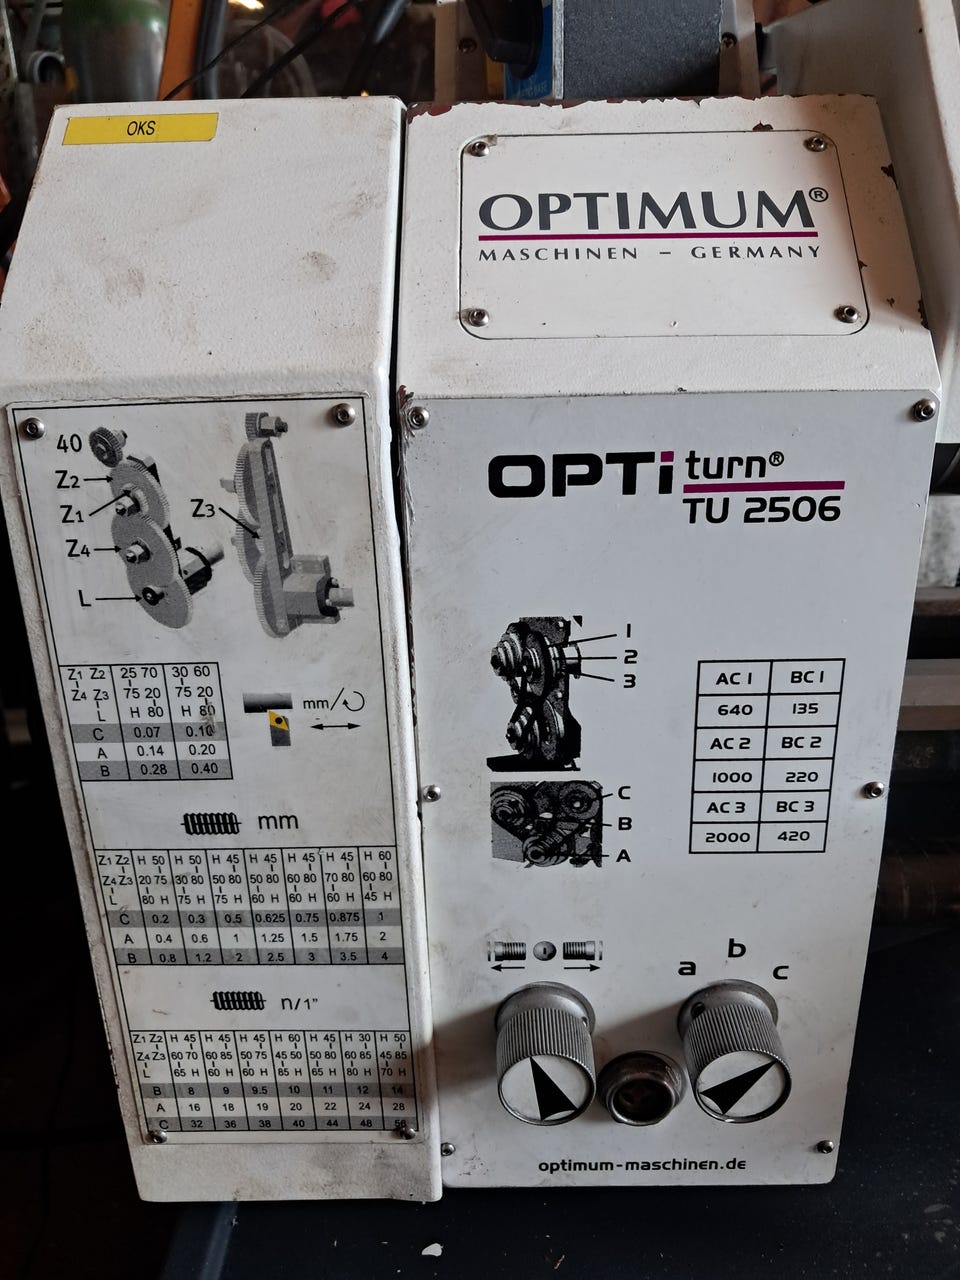 OKS
OPTIMUM®
MASCHINEN – GERMANY
40
Z2
Z1
Z4
L
Z3
Z1 Z2 25 70 30 60
Z4 Z3 75 20 75 20
L H 80 H 80
C 0.07 0.10
A 0.14 0.20
B 0.28 0.40
mm/
mm
Z1 Z2 H 50 H 50 H 45 H 45 H 45 H 45 H 60
Z4 Z3 20 75 30 80 50 80 50 80 60 80 70 80 60 80
L 80 H 75 H 75 H 60 H 60 H 60 H 45 H
C 0.2 0.3 0.5 0.625 0.75 0.875 1
A 0.4 0.6 1 1.25 1.5 1.75 2
B 0.8 1.2 2 2.5 3 3.5 4
n/1"
Z1 Z2 H 45 H 45 H 45 H 45 H 45 H 30 H 50
Z4 Z3 60 70 60 85 50 75 45 50 50 80 60 85 45 85
L 65 H 60 H 60 H 85 H 65 H 80 H 70 H
B 8 9 9.5 10 11 12 14
A 16 18 19 20 22 24 28
C 32 36 38 40 44 48 56
OPTi turn®
TU 2506
1
2
3
C
B
A
AC 1 BC 1
640 135
AC 2 BC 2
1000 220
AC 3 BC 3
2000 420
a b c
optimum-maschinen.de